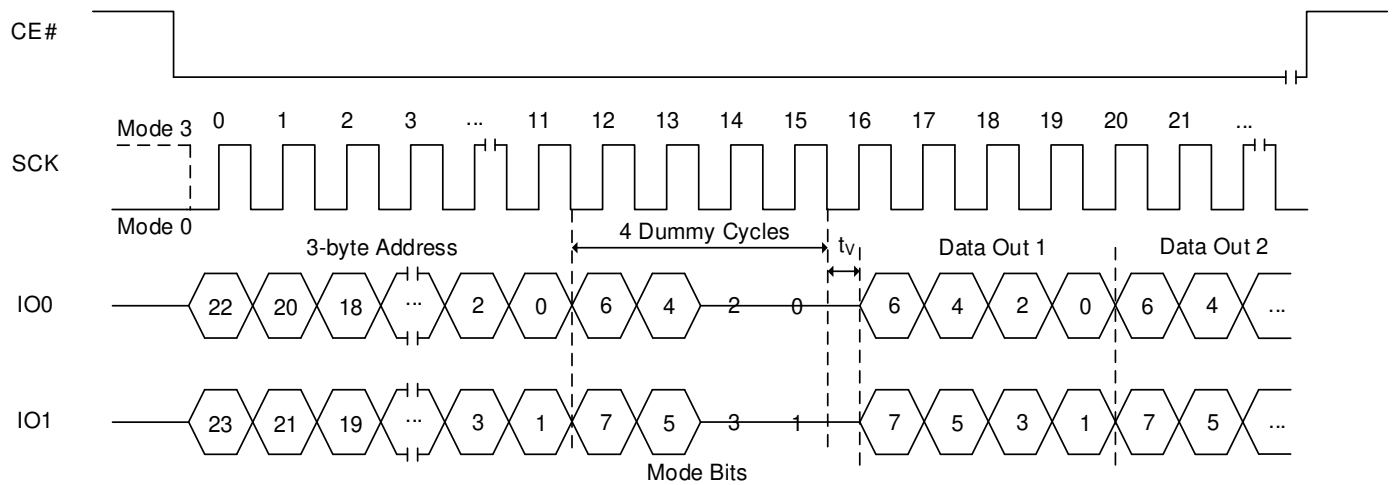 CE#
Mode 3 0 1 2 3 ... 11 12 13 14 15 16 17 18 19 20 21 ...
SCK
Mode 0
3-byte Address 4 Dummy Cycles tV Data Out 1 Data Out 2
IO0 22 20 18 ... 2 0 6 4 2 0 6 4 2 0 6 4 ...
IO1 23 21 19 ... 3 1 7 5 3 1 7 5 3 1 7 5 ...
Mode Bits